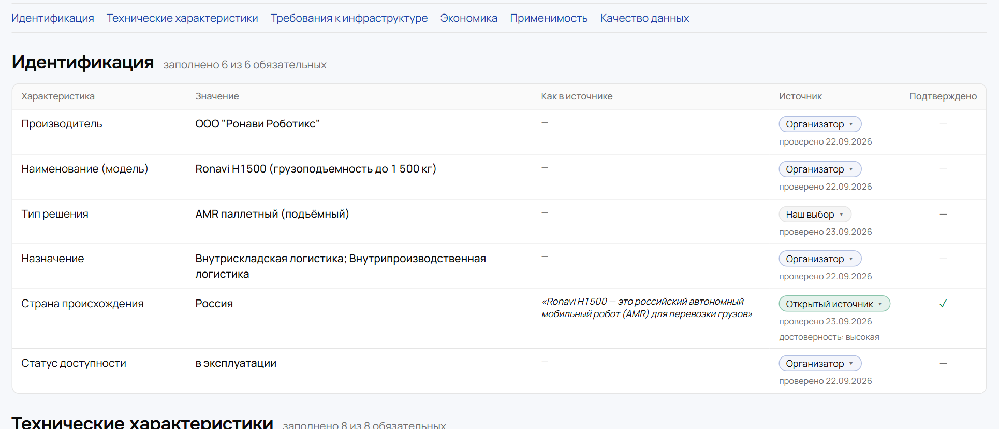 Идентификация Технические характеристики Требования к инфраструктуре Экономика Применимость Качество данных
Идентификация заполнено 6 из 6 обязательных
Характеристика Значение Как в источнике Источник Подтверждено
Производитель ООО "Ронави Роботикс" — Организатор ▾ —
проверено 22.09.2026
Наименование (модель) Ronavi H1500 (грузоподъемность до 1 500 кг) — Организатор ▾ —
проверено 22.09.2026
Тип решения AMR паллетный (подъёмный) — Наш выбор ▾ —
проверено 23.09.2026
Назначение Внутрискладская логистика; Внутрипроизводственная — Организатор ▾ —
логистика
проверено 22.09.2026
Страна происхождения Россия «Ronavi H1500 — это российский автономный Открытый источник ▾ ✓
мобильный робот (AMR) для перевозки грузов»
проверено 23.09.2026
достоверность: высокая
Статус доступности в эксплуатации — Организатор ▾ —
проверено 22.09.2026
Технические характеристики заполнено 8 из 8 обязательных